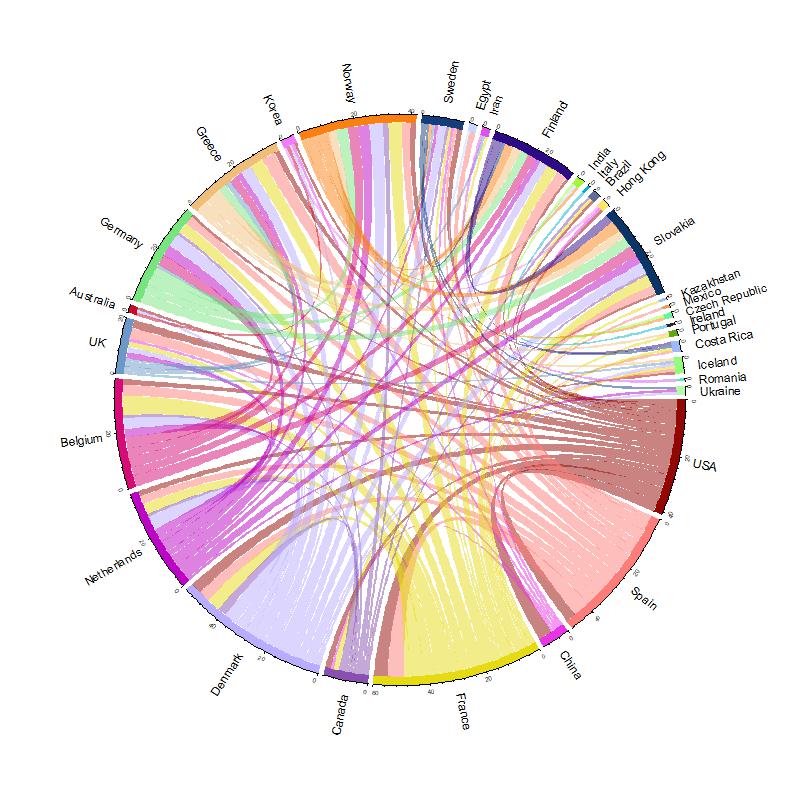 Norway
Sweden
Egypt
Iran
Finland
India
Italy
Brazil
Hong Kong
Slovakia
Kazakhstan
Mexico
Czech Republic
Ireland
Portugal
Costa Rica
Iceland
Romania
Ukraine
USA
Spain
China
France
Canada
Denmark
Netherlands
Belgium
UK
Australia
Germany
Greece
Korea